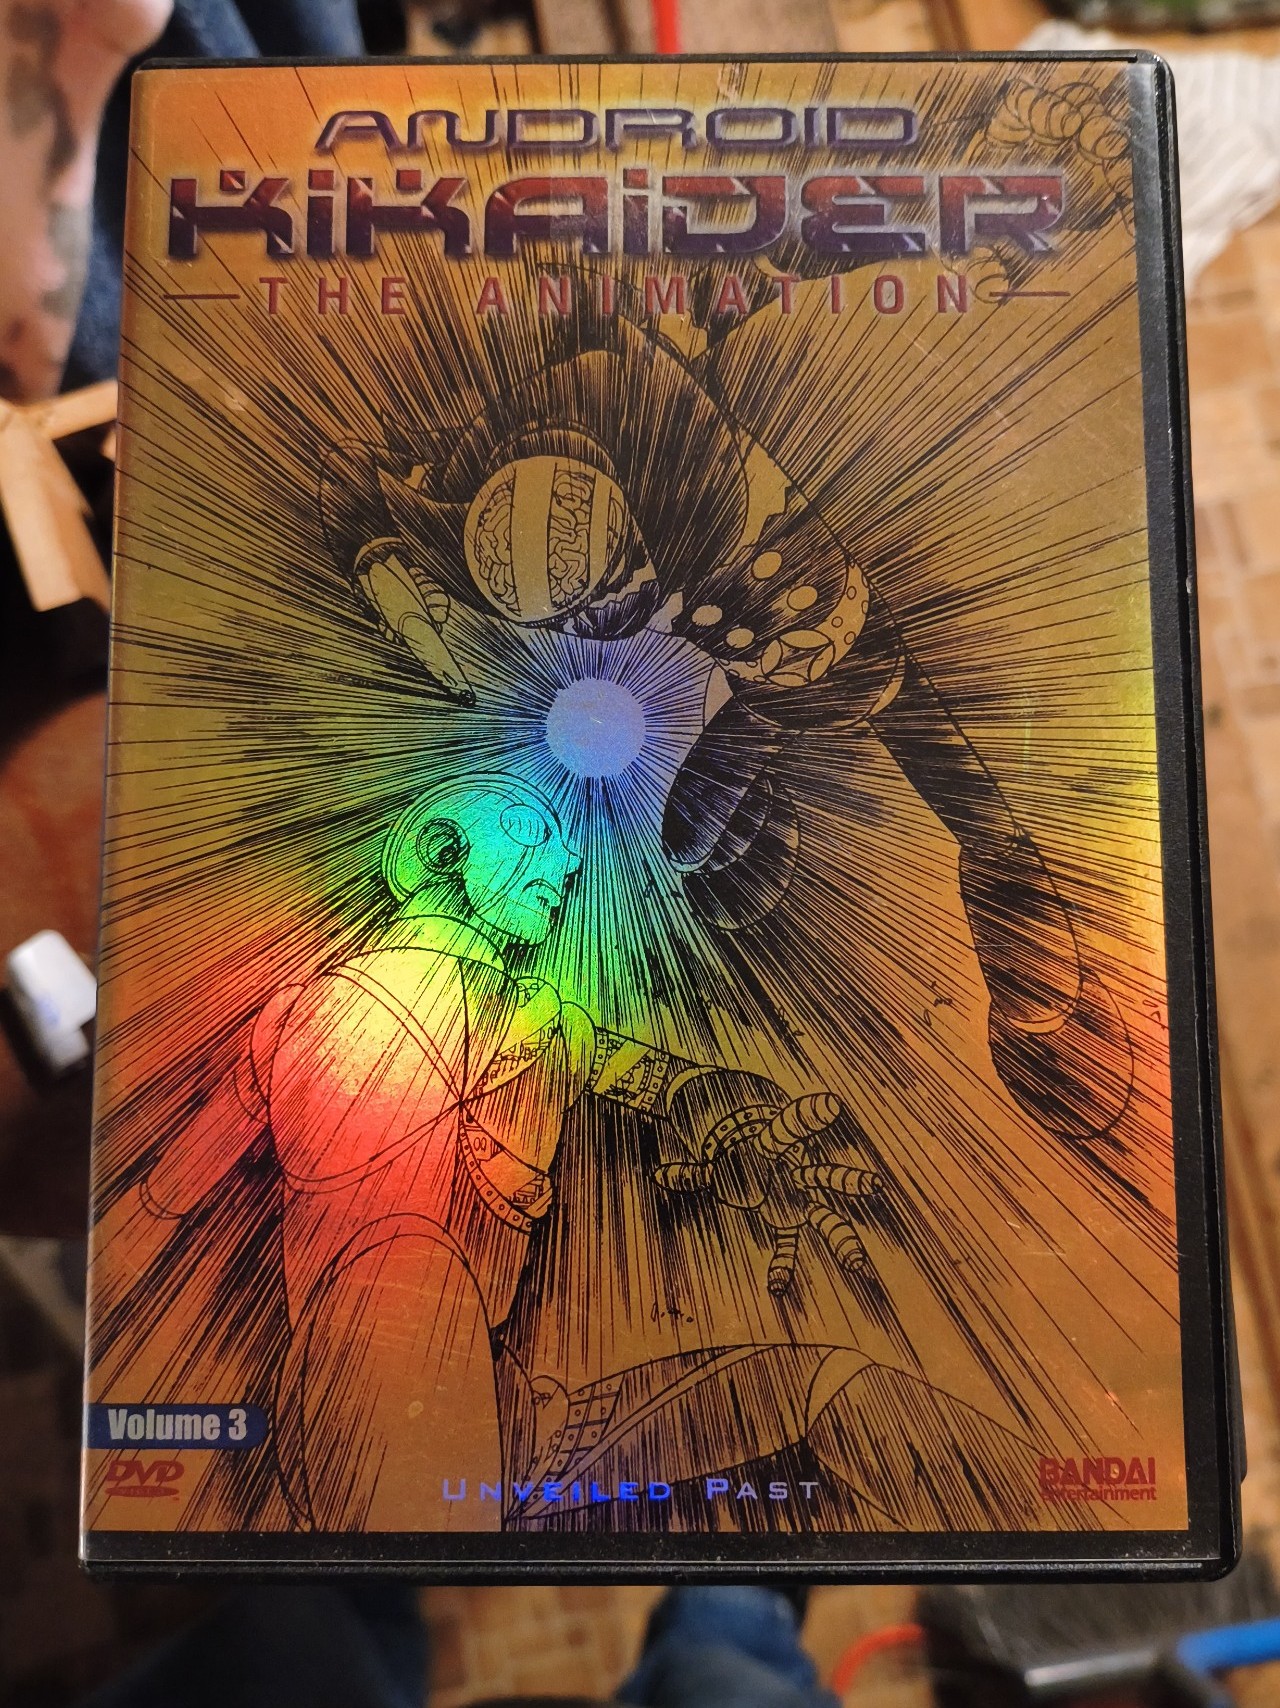 ANDROID
KiKAiDER
THE ANIMATION
Volume 3
DVD
UNVEILED PAST
BANDAI
entertainment